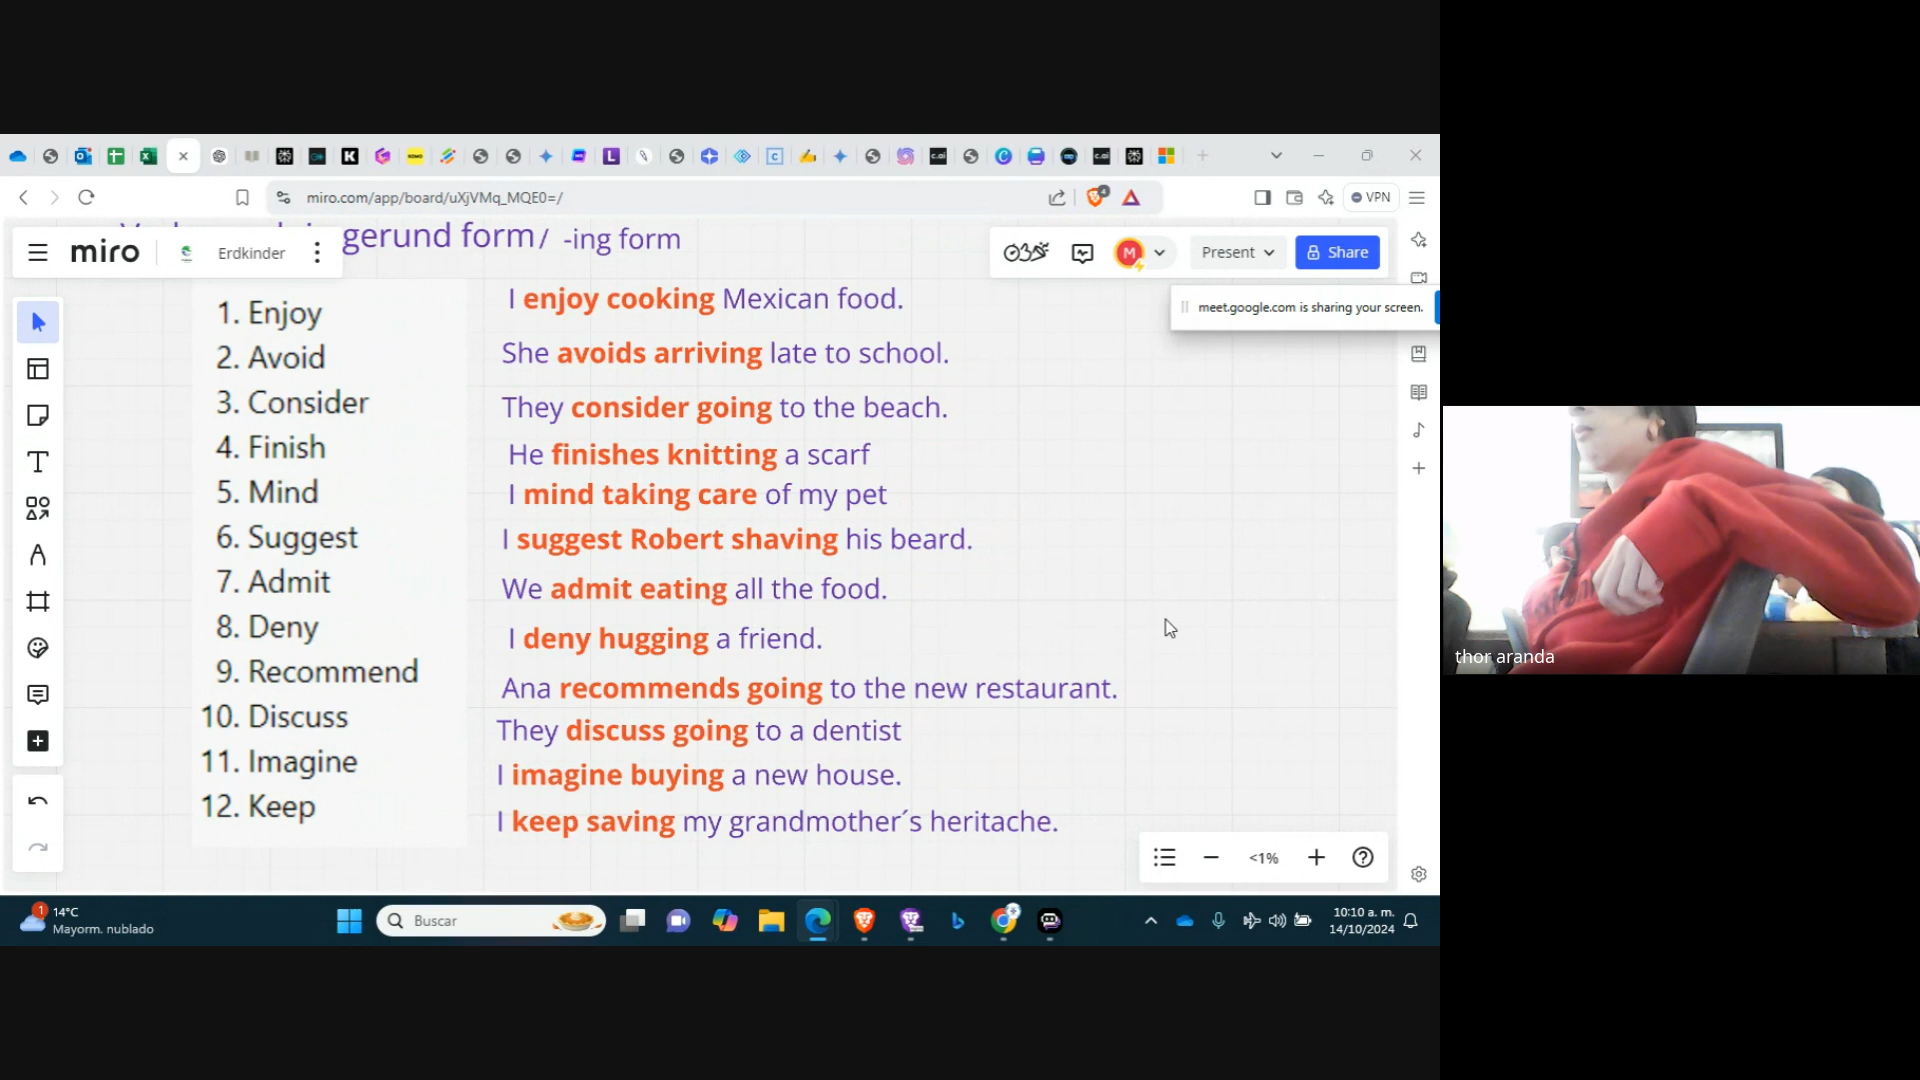 miro.com/app/board/uXjVMq_MQE0=/
VPN
gerund form / -ing form
miro
Erdkinder
M
Present
Share
meet.google.com is sharing your screen.
1. Enjoy
I enjoy cooking Mexican food.
2. Avoid
She avoids arriving late to school.
3. Consider
They consider going to the beach.
4. Finish
He finishes knitting a scarf
5. Mind
I mind taking care of my pet
6. Suggest
I suggest Robert shaving his beard.
7. Admit
We admit eating all the food.
8. Deny
I deny hugging a friend.
9. Recommend
Ana recommends going to the new restaurant.
10. Discuss
They discuss going to a dentist
11. Imagine
I imagine buying a new house.
12. Keep
I keep saving my grandmother´s heritache.
<1%
thor aranda
1
14°C
Mayorm. nublado
Buscar
10:10 a. m.
14/10/2024